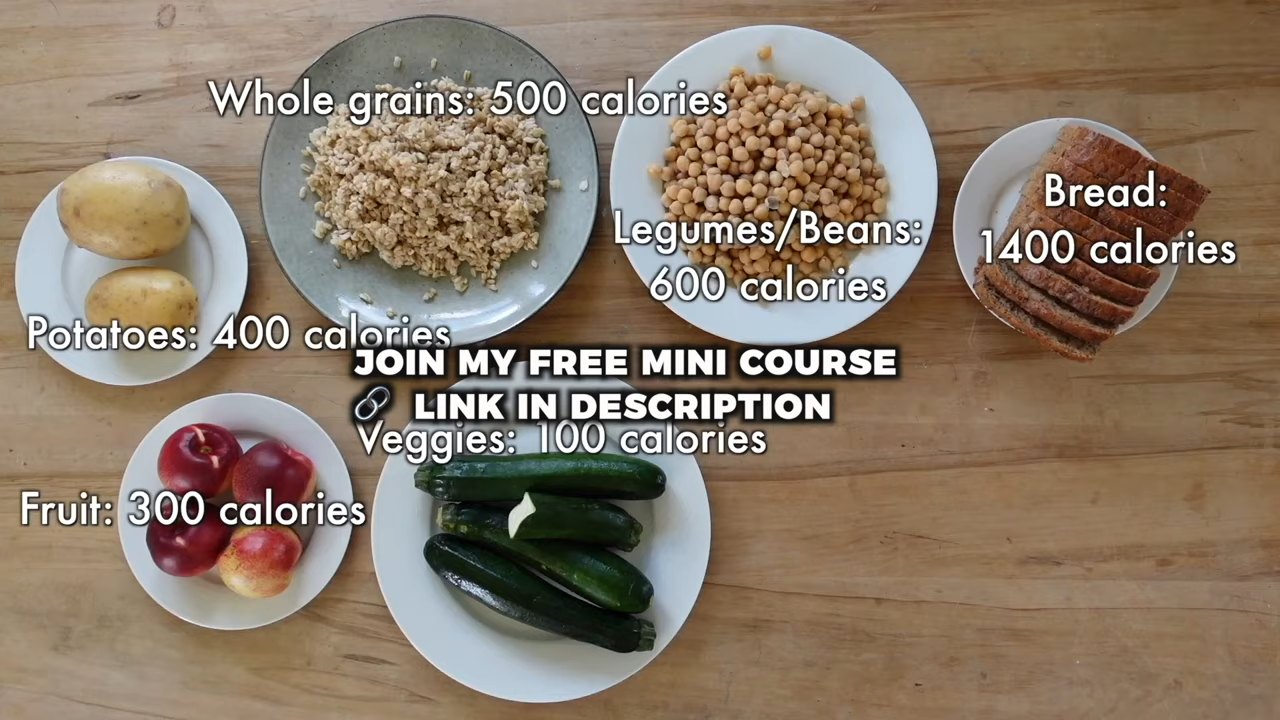 Whole grains: 500 calories
Bread:
1400 calories
Legumes/Beans:
600 calories
Potatoes: 400 calories
JOIN MY FREE MINI COURSE
🔗 LINK IN DESCRIPTION
Veggies: 100 calories
Fruit: 300 calories